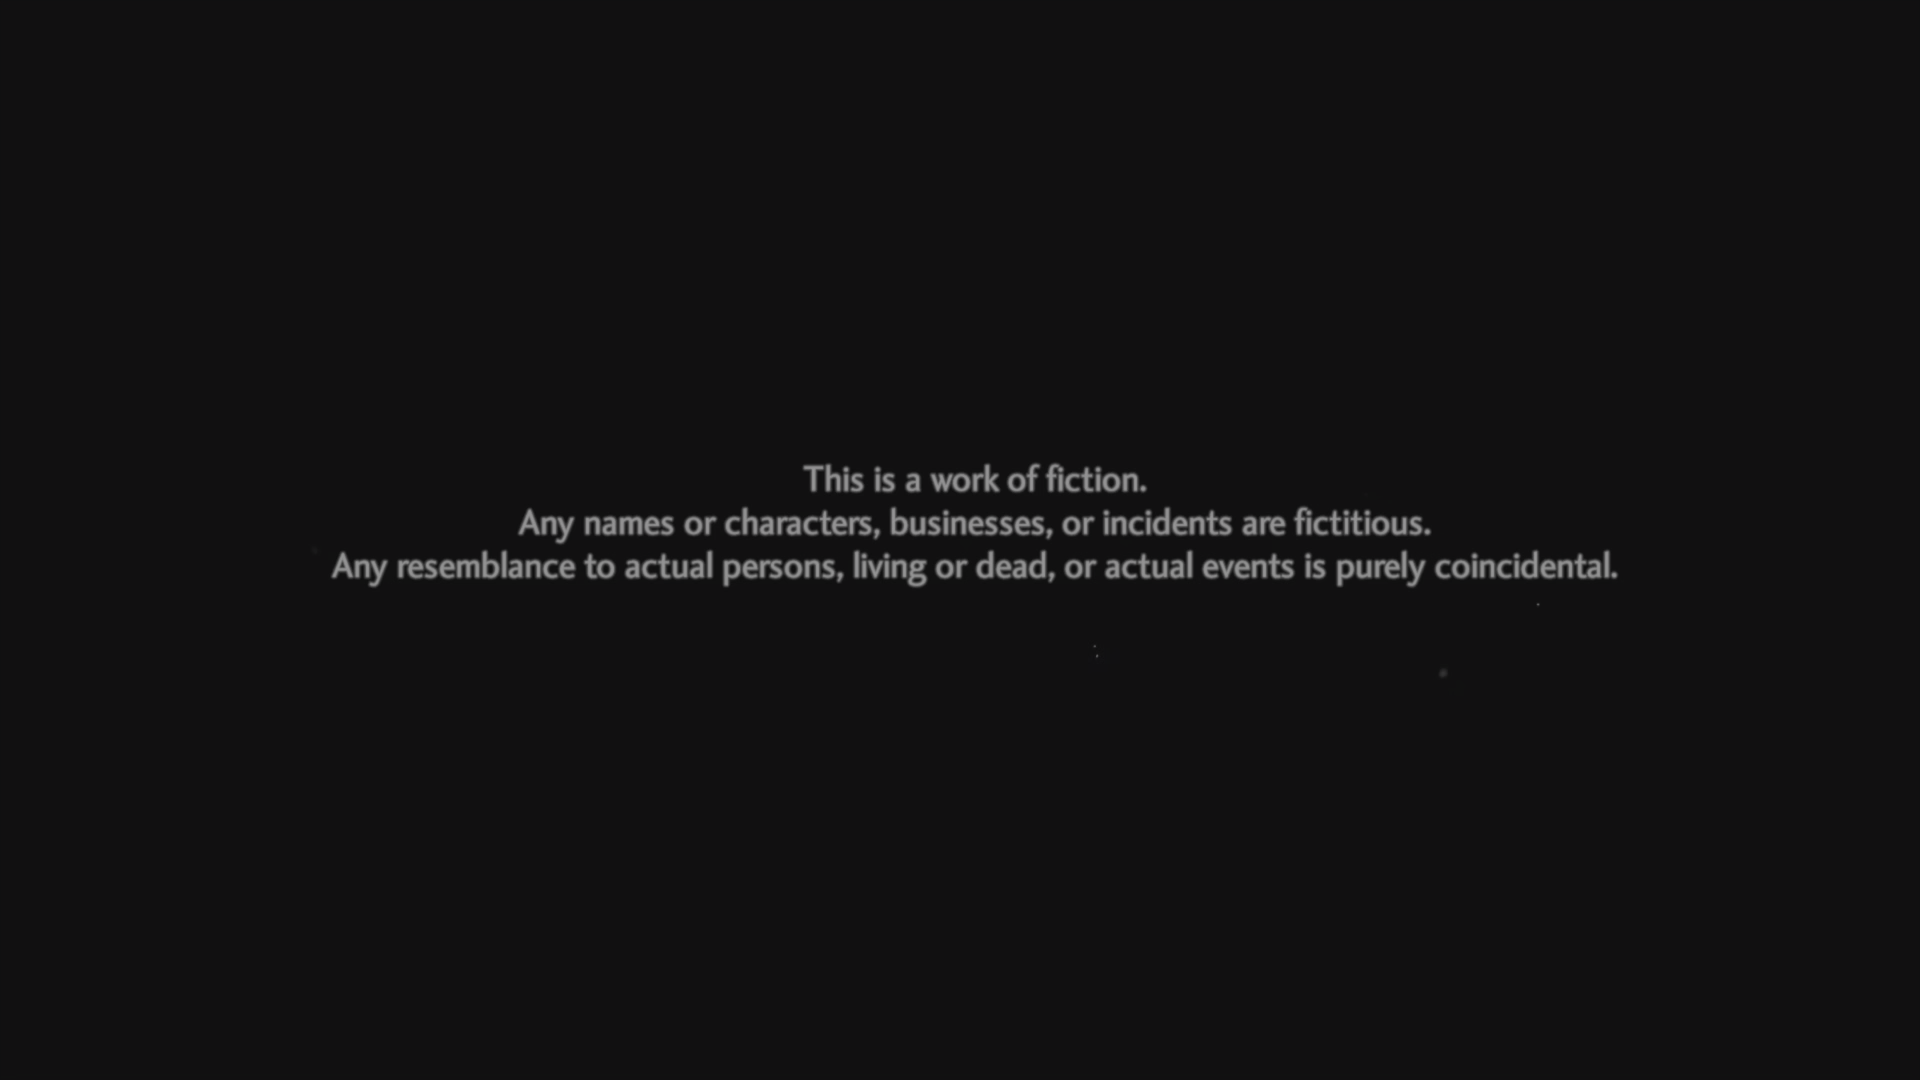 This is a work of fiction.
Any names or characters, businesses, or incidents are fictitious.
Any resemblance to actual persons, living or dead, or actual events is purely coincidental.